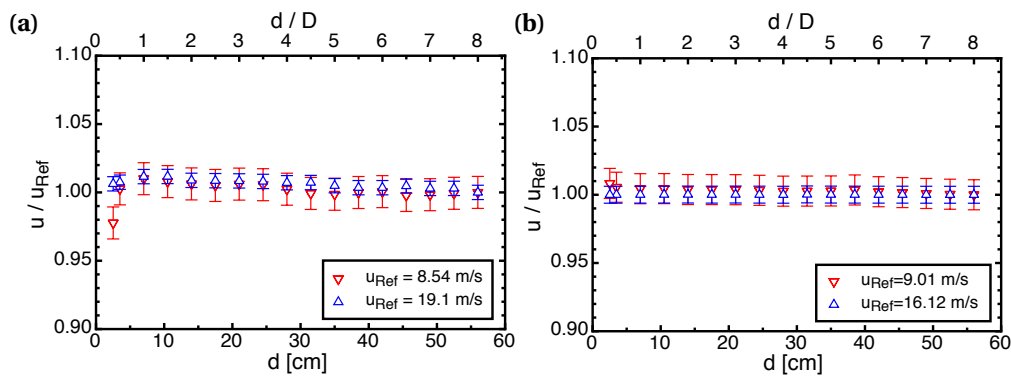 (a)
d / D
0 1 2 3 4 5 6 7 8
1.10
1.05
1.00
0.95
0.90
u / uRef
uRef = 8.54 m/s
uRef = 19.1 m/s
0 10 20 30 40 50 60
d [cm]
(b)
d / D
0 1 2 3 4 5 6 7 8
1.10
1.05
1.00
0.95
0.90
u / uRef
uRef=9.01 m/s
uRef=16.12 m/s
0 10 20 30 40 50 60
d [cm]